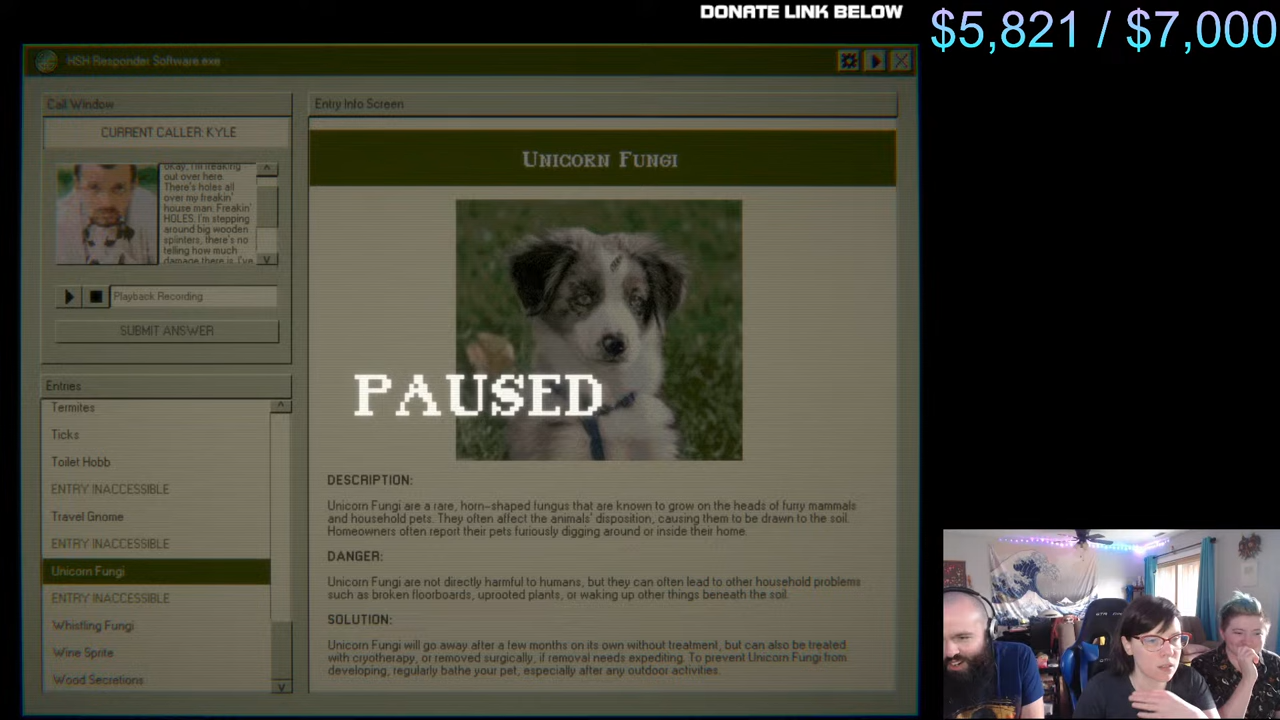 DONATE LINK BELOW
$5,821 / $7,000
HSH Responder Software.exe
Call Window
CURRENT CALLER: KYLE
okay, I'm freaking
out over here.
There's holes all
over my freakin'
house man. Freakin'
HOLES. I'm stepping
around big wooden
splinters, there's no
telling how much
damage there is. I've
Playback Recording
SUBMIT ANSWER
Entries
Termites
Ticks
Toilet Hobb
ENTRY INACCESSIBLE
Travel Gnome
ENTRY INACCESSIBLE
Unicorn Fungi
ENTRY INACCESSIBLE
Whistling Fungi
Wine Sprite
Wood Secretions
Entry Info Screen
UNICORN FUNGI
PAUSED
DESCRIPTION:
Unicorn Fungi are a rare, horn-shaped fungus that are known to grow on the heads of furry mammals
and household pets. They often affect the animals' disposition, causing them to be drawn to the soil.
Homeowners often report their pets furiously digging around or inside their home.
DANGER:
Unicorn Fungi are not directly harmful to humans, but they can often lead to other household problems
such as broken floorboards, uprooted plants, or waking up other things beneath the soil.
SOLUTION:
Unicorn Fungi will go away after a few months on its own without treatment, but can also be treated
with cryotherapy, or removed surgically, if removal needs expediting. To prevent Unicorn Fungi from
developing, regularly bathe your pet, especially after any outdoor activities.